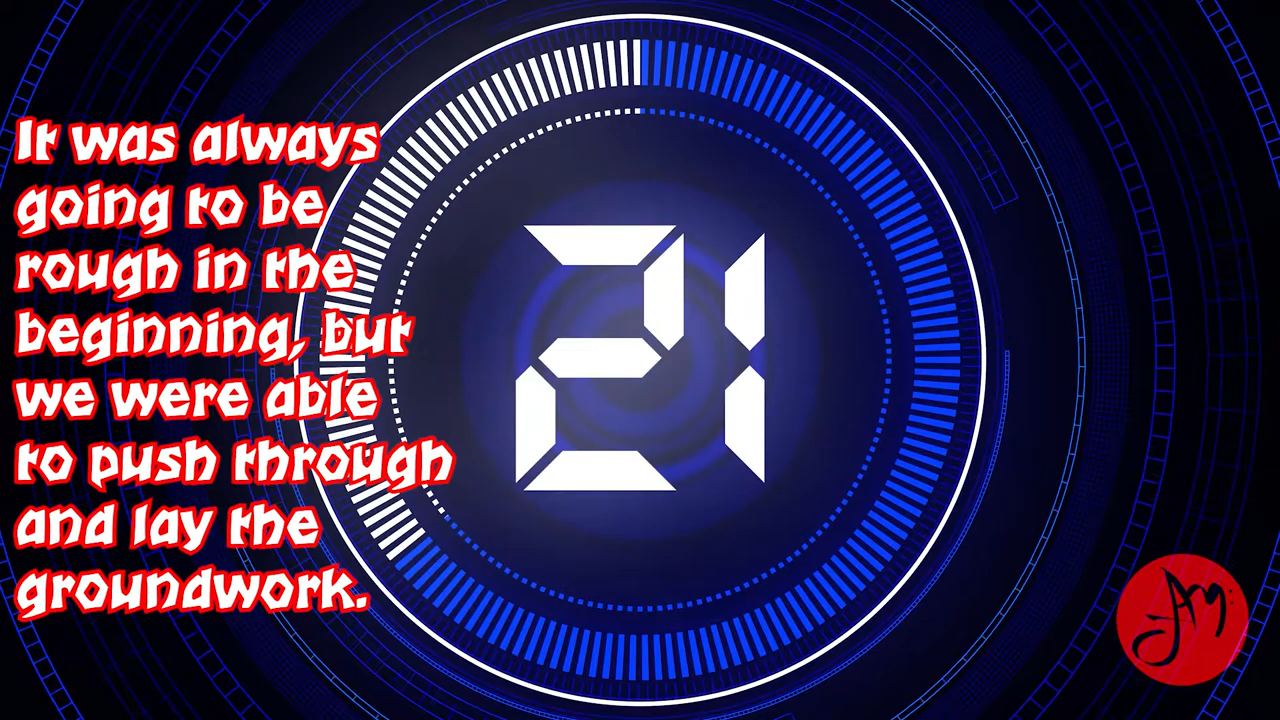 It was always
going to be
rough in the
beginning, but
we were able
to push through
and lay the
groundwork.
21